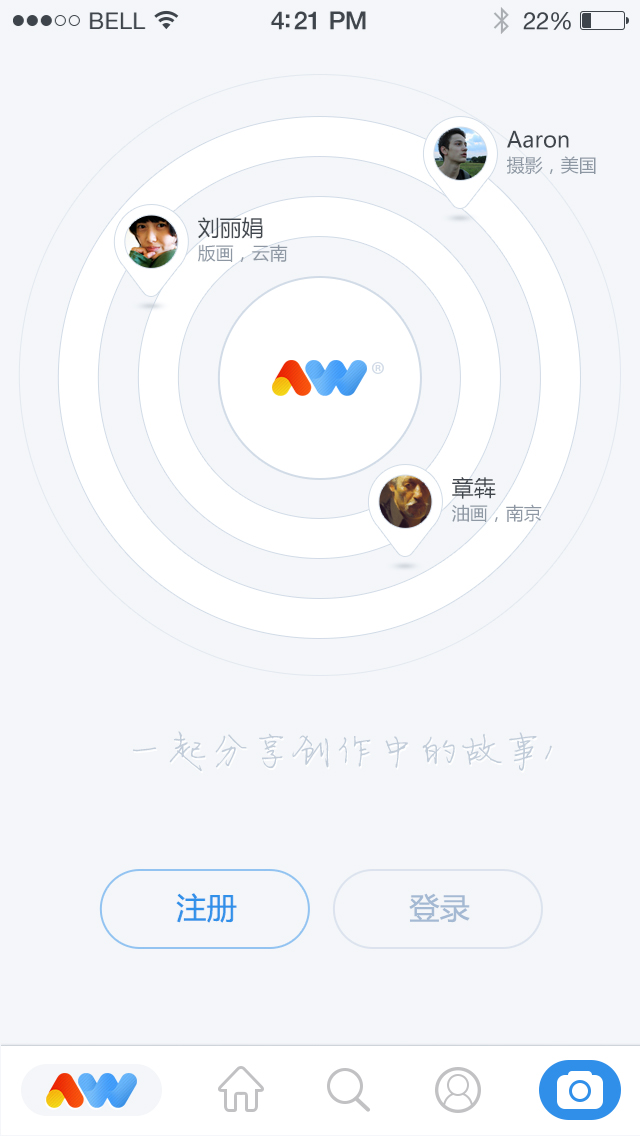 BELL 4:21 PM 22%
Aaron
摄影，美国
刘丽娟
版画，云南
AW®
章犇
油画，南京
一起分享创作中的故事！
注册 登录
AW